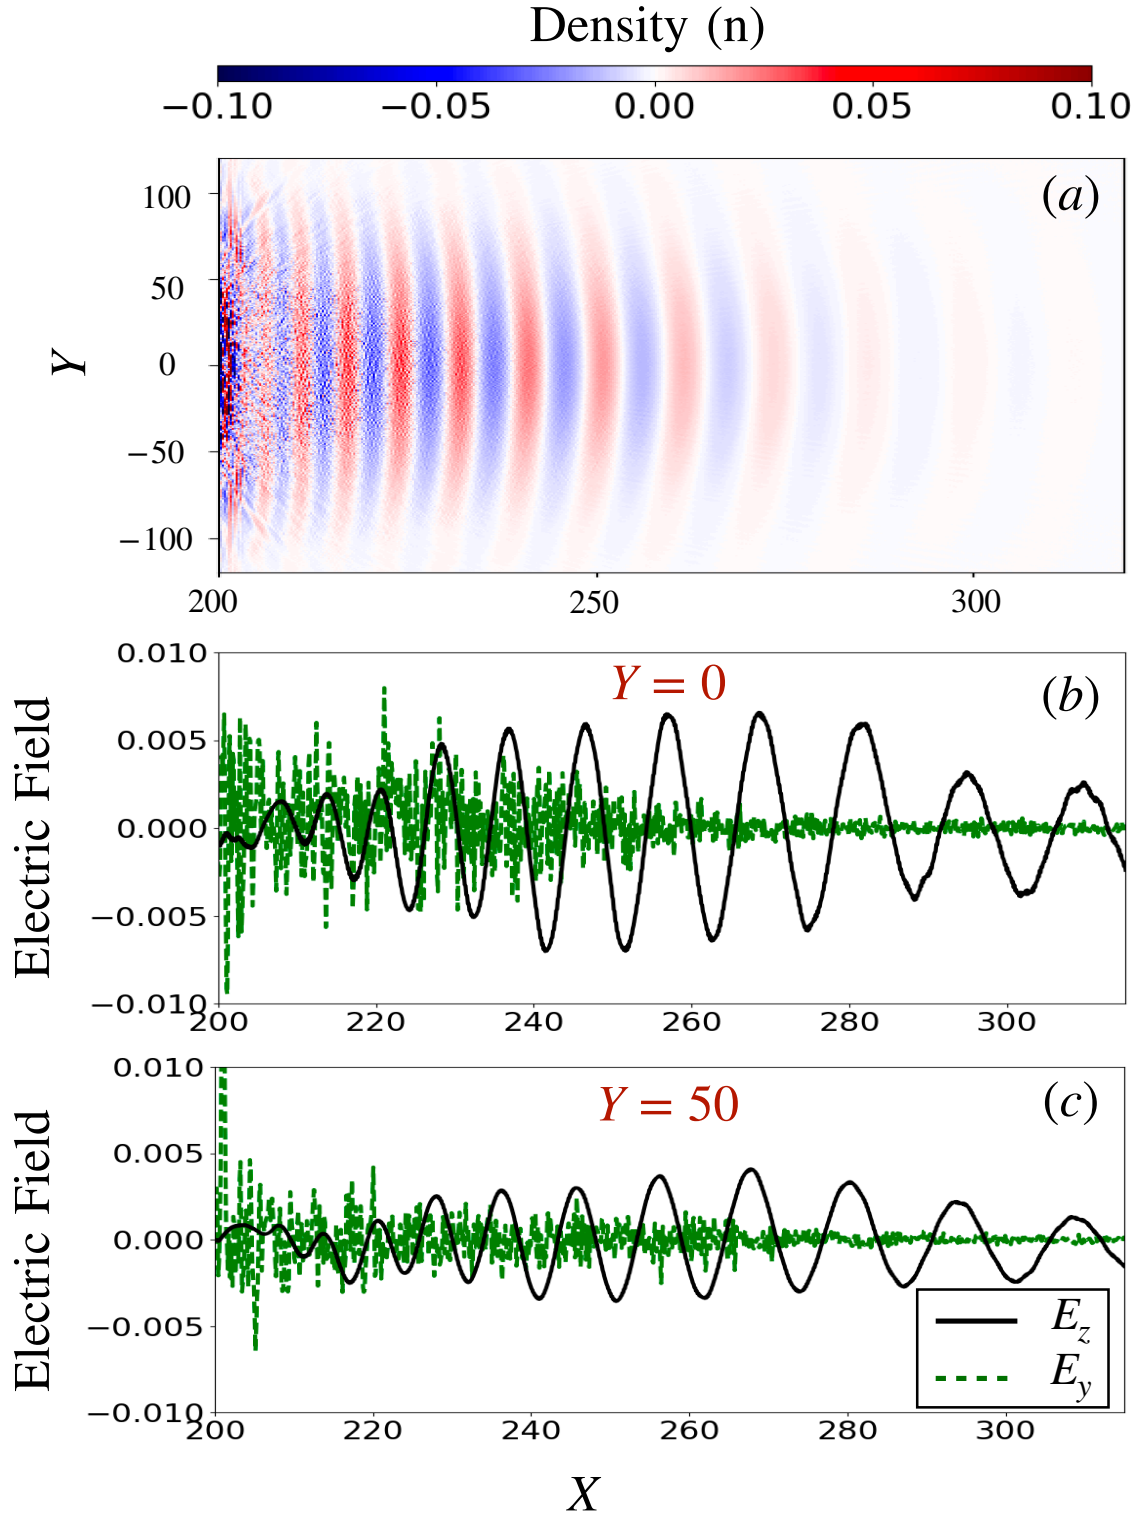 Density (n)
−0.10 −0.05 0.00 0.05 0.10
(a)
100
50
0
−50
−100
Y
200 250 300
0.010
0.005
0.000
−0.005
−0.010
Electric Field
Y = 0
(b)
200 220 240 260 280 300
0.010
0.005
0.000
−0.005
−0.010
Electric Field
Y = 50
(c)
E_z
E_y
200 220 240 260 280 300
X